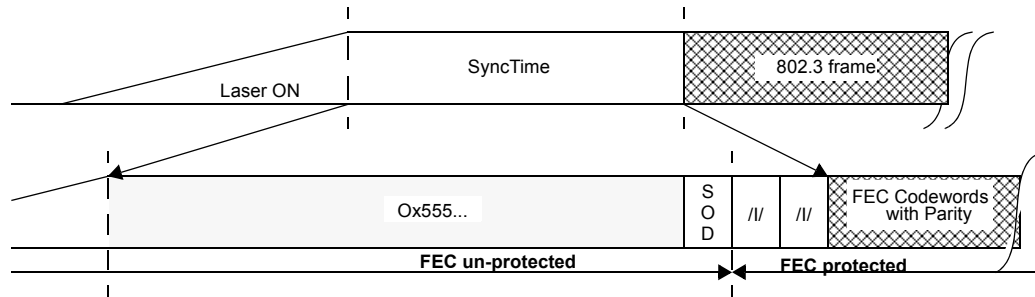 SyncTime
802.3 frame
Laser ON
Ox555...
S
O
D
/I/
/I/
FEC Codewords
with Parity
FEC un-protected
FEC protected